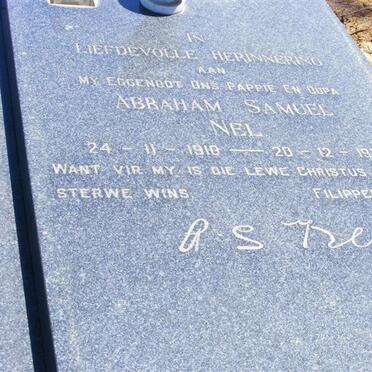 IN
LIEFDEVOLLE HERINNERING
AAN
MY EGGENOOT ONS PAPPIE EN OUPA
ABRAHAM SAMUEL
NEL
24 - 11 - 1910 — 20 - 12 - 19
WANT VIR MY IS DIE LEWE CHRISTUS
STERWE WINS FILIPPE
A. S Nel